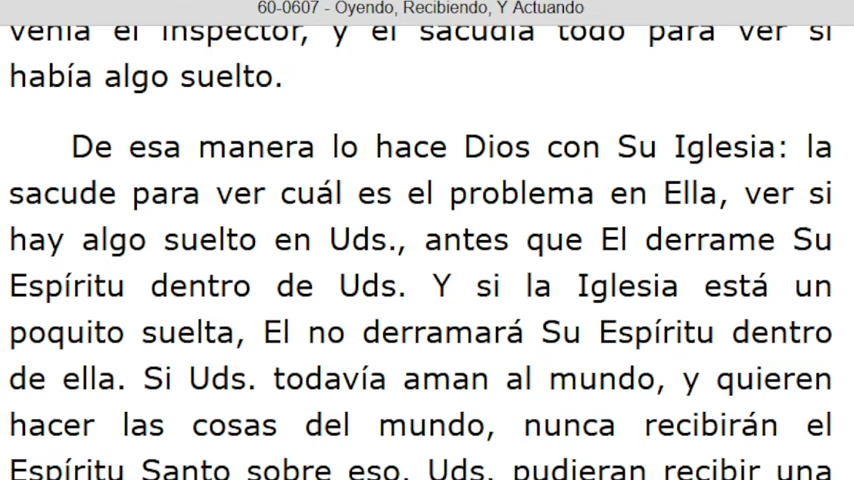 60-0607 - Oyendo, Recibiendo, Y Actuando
venía el inspector, y él sacudía todo para ver si
había algo suelto.
De esa manera lo hace Dios con Su Iglesia: la
sacude para ver cuál es el problema en Ella, ver si
hay algo suelto en Uds., antes que El derrame Su
Espíritu dentro de Uds. Y si la Iglesia está un
poquito suelta, El no derramará Su Espíritu dentro
de ella. Si Uds. todavía aman al mundo, y quieren
hacer las cosas del mundo, nunca recibirán el
Espíritu Santo sobre eso. Uds. pudieran recibir una